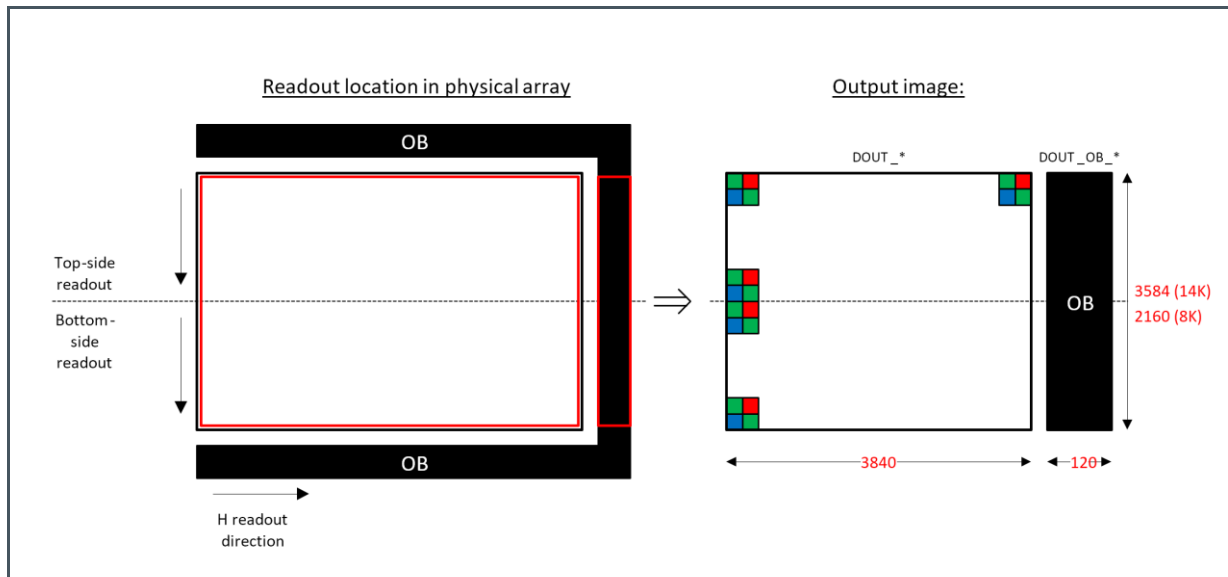 Readout location in physical array
Output image:
OB
DOUT_*
DOUT_OB_*
Top-side
readout
Bottom-
side
readout
OB
3584 (14K)
2160 (8K)
OB
3840
120
H readout
direction